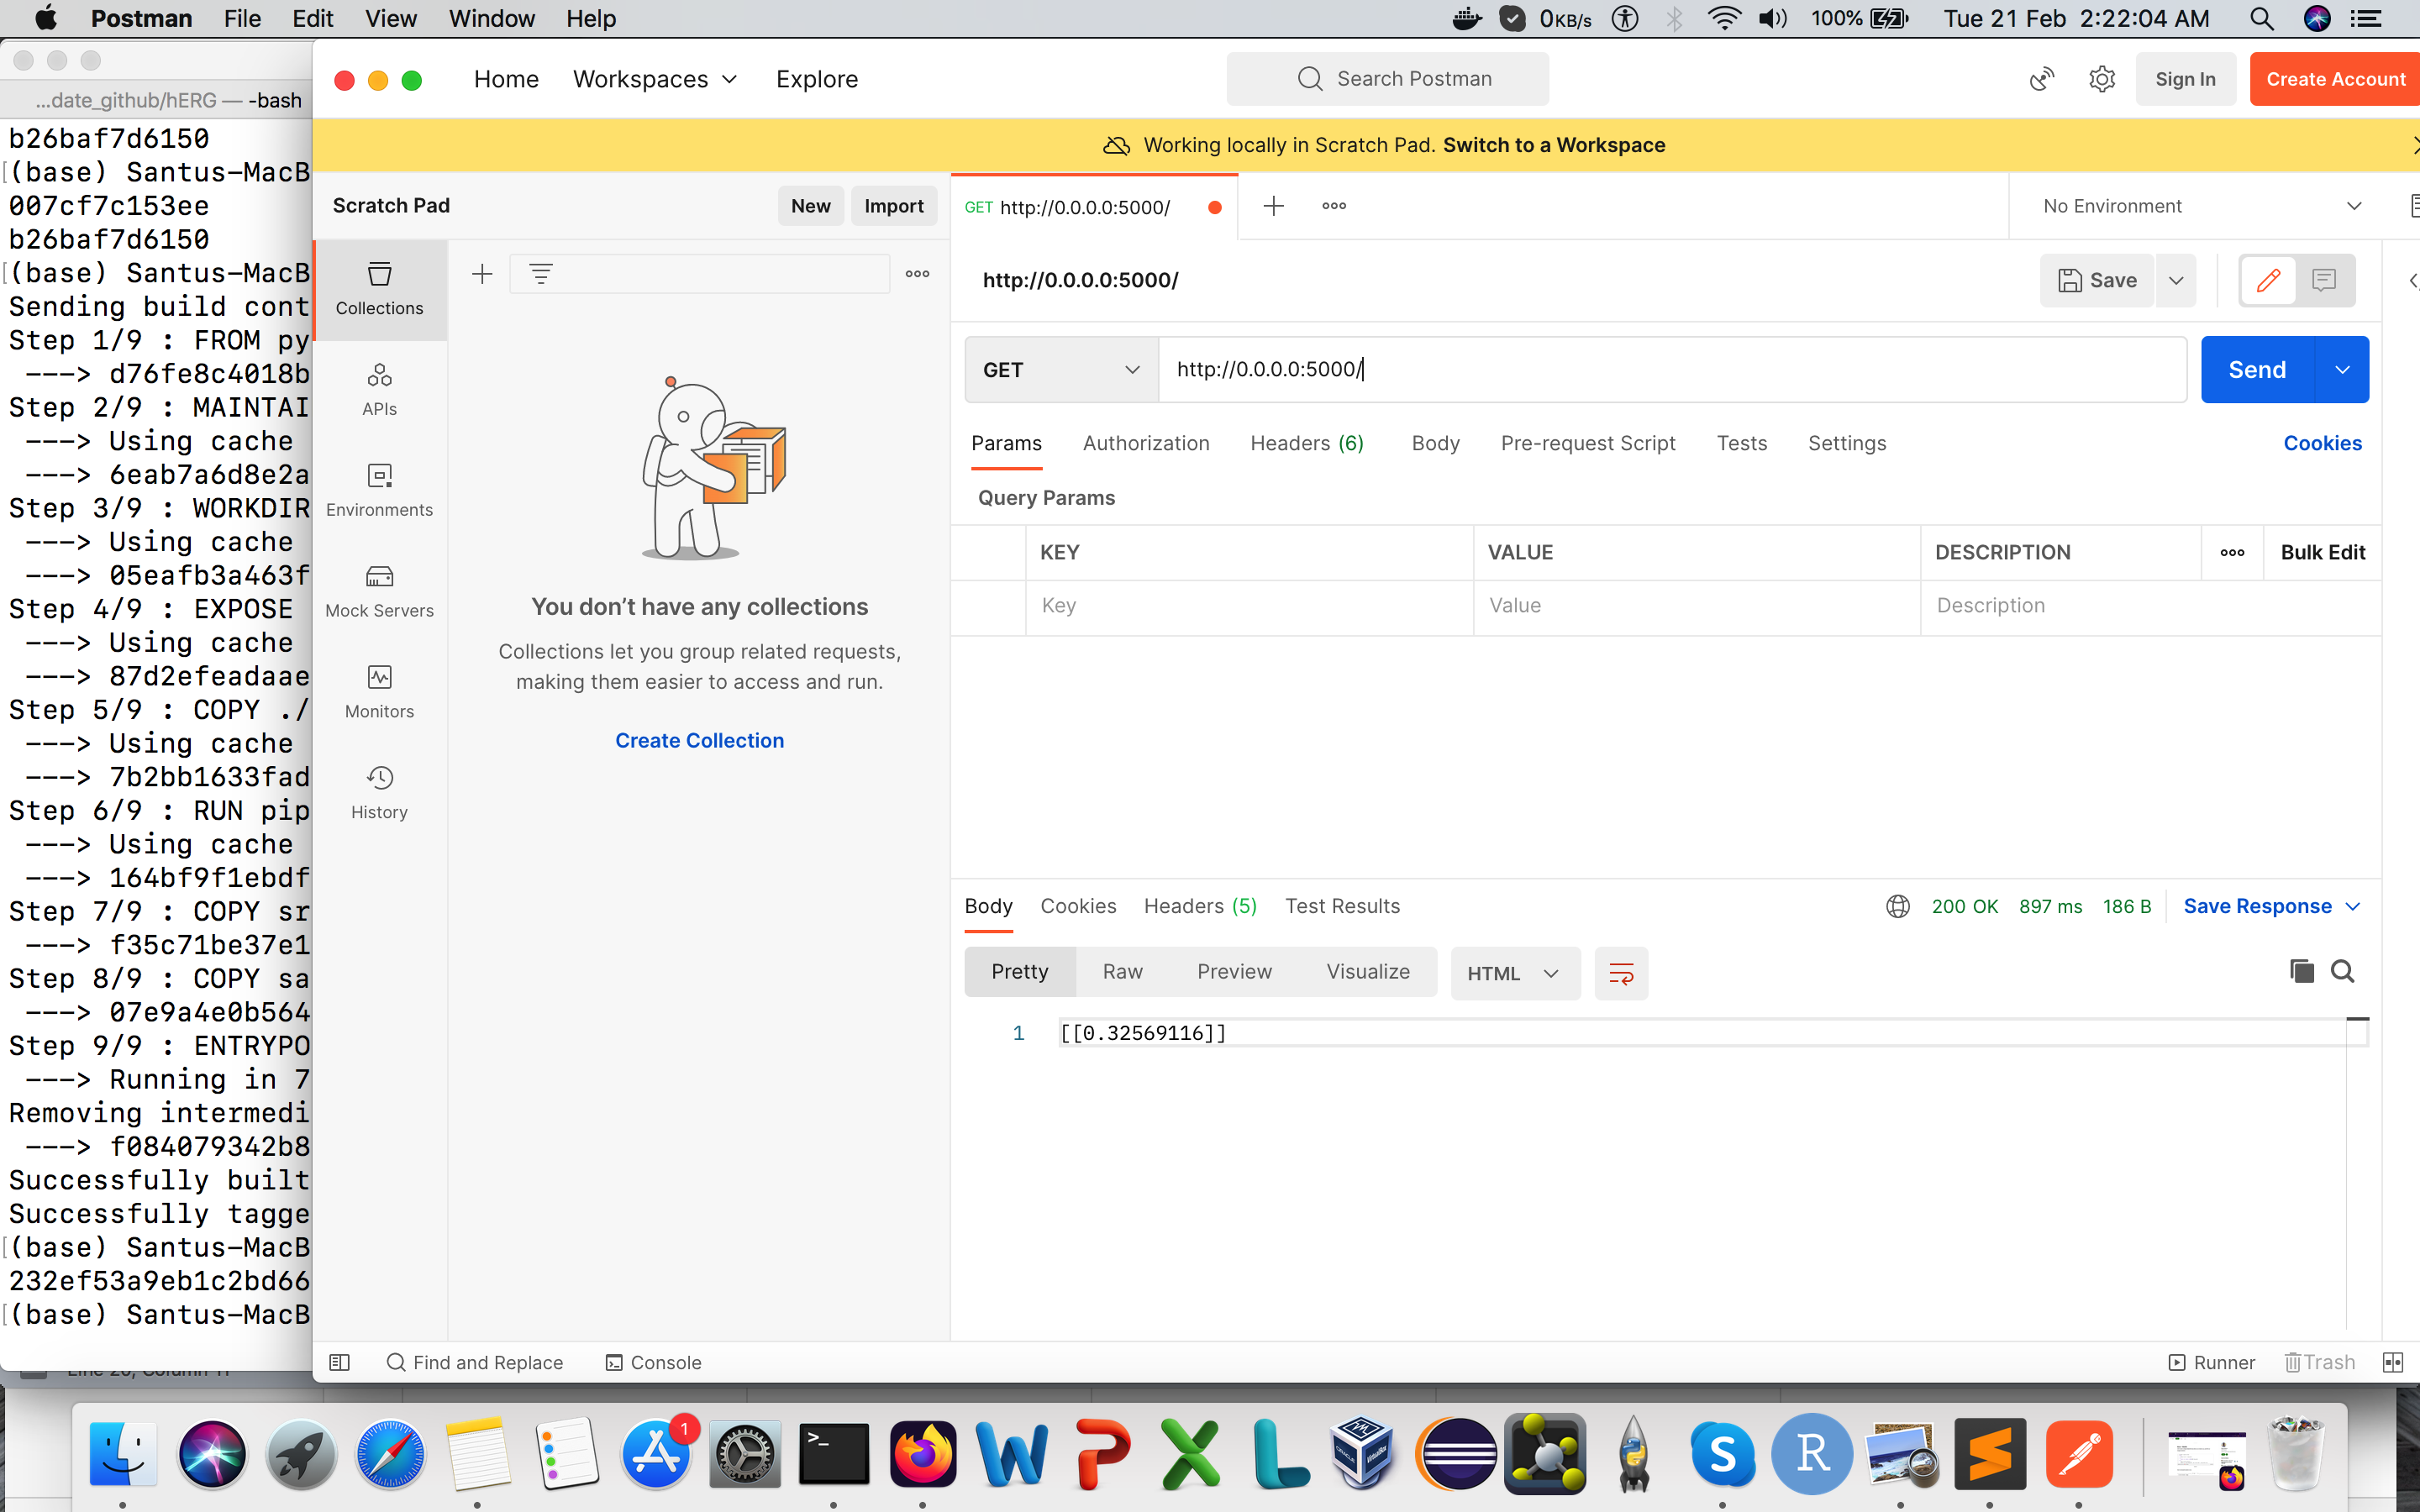 Postman File Edit View Window Help
0KB/s 100% Tue 21 Feb 2:22:04 AM
...date_github/hERG — -bash
b26baf7d6150
(base) Santus-MacB
007cf7c153ee
b26baf7d6150
(base) Santus-MacB
Sending build cont
Step 1/9 : FROM py
---> d76fe8c4018b
Step 2/9 : MAINTAI
---> Using cache
---> 6eab7a6d8e2a
Step 3/9 : WORKDIR
---> Using cache
---> 05eafb3a463f
Step 4/9 : EXPOSE
---> Using cache
---> 87d2efeadaae
Step 5/9 : COPY ./
---> Using cache
---> 7b2bb1633fad
Step 6/9 : RUN pip
---> Using cache
---> 164bf9f1ebdf
Step 7/9 : COPY sr
---> f35c71be37e1
Step 8/9 : COPY sa
---> 07e9a4e0b564
Step 9/9 : ENTRYPO
---> Running in 7
Removing intermedi
---> f084079342b8
Successfully built
Successfully tagge
(base) Santus-MacB
232ef53a9eb1c2bd66
(base) Santus-MacB
Home Workspaces Explore
Search Postman
Sign In
Create Account
Working locally in Scratch Pad. Switch to a Workspace
Scratch Pad
New
Import
Collections
APIs
Environments
Mock Servers
Monitors
History
You don’t have any collections
Collections let you group related requests,
making them easier to access and run.
Create Collection
GET http://0.0.0.0:5000/
No Environment
http://0.0.0.0:5000/
Save
GET
http://0.0.0.0:5000/
Send
Params Authorization Headers (6) Body Pre-request Script Tests Settings
Cookies
Query Params
KEY VALUE DESCRIPTION
Bulk Edit
Key Value Description
Body Cookies Headers (5) Test Results
200 OK 897 ms 186 B Save Response
Pretty Raw Preview Visualize
HTML
1 [[0.32569116]]
Find and Replace
Console
Runner
Trash
1